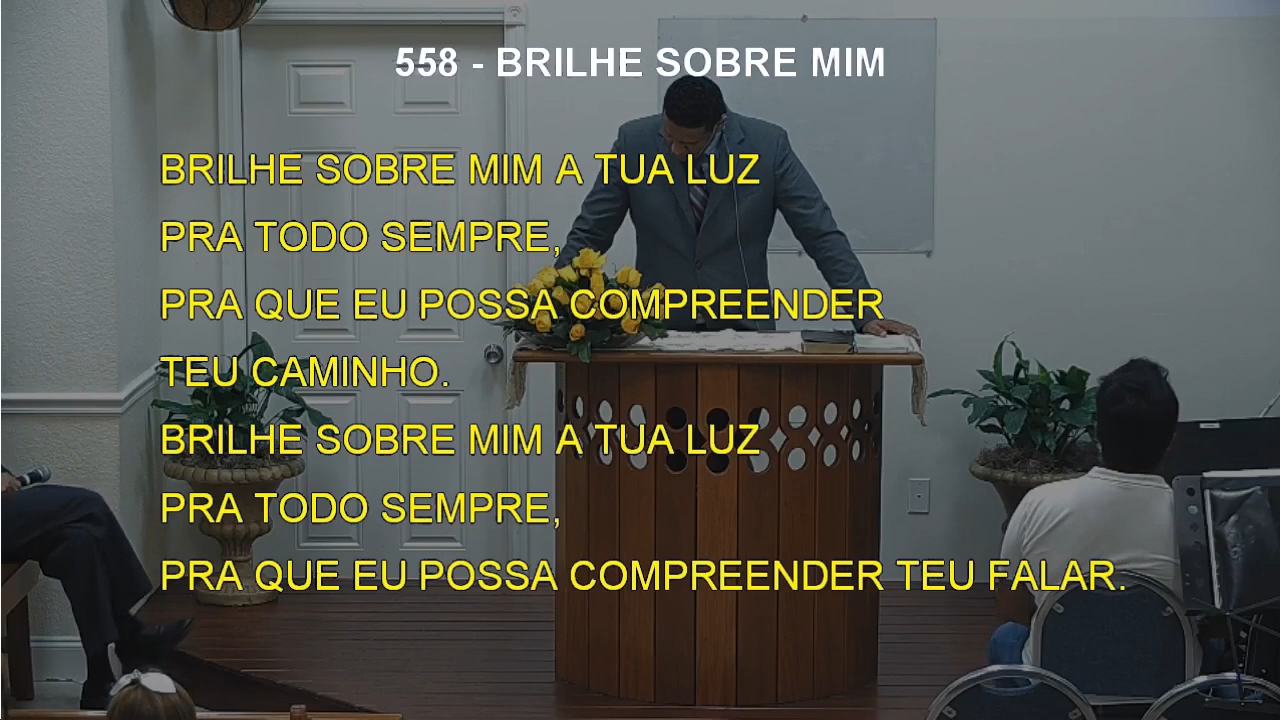 558 - BRILHE SOBRE MIM
BRILHE SOBRE MIM A TUA LUZ
PRA TODO SEMPRE,
PRA QUE EU POSSA COMPREENDER
TEU CAMINHO.
BRILHE SOBRE MIM A TUA LUZ
PRA TODO SEMPRE,
PRA QUE EU POSSA COMPREENDER TEU FALAR.